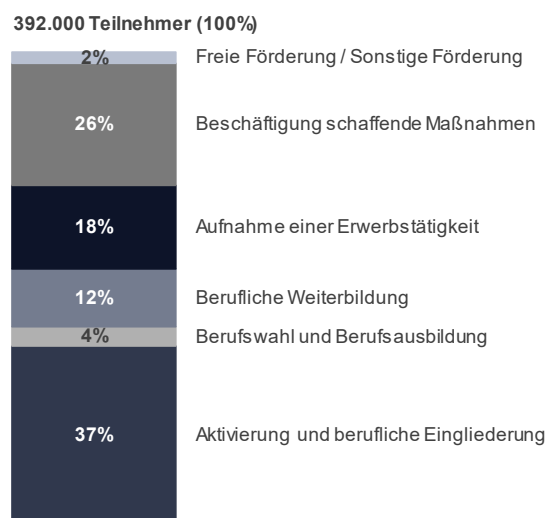 392.000 Teilnehmer (100%)
2% Freie Förderung / Sonstige Förderung
26% Beschäftigung schaffende Maßnahmen
18% Aufnahme einer Erwerbstätigkeit
12% Berufliche Weiterbildung
4% Berufswahl und Berufsausbildung
37% Aktivierung und berufliche Eingliederung